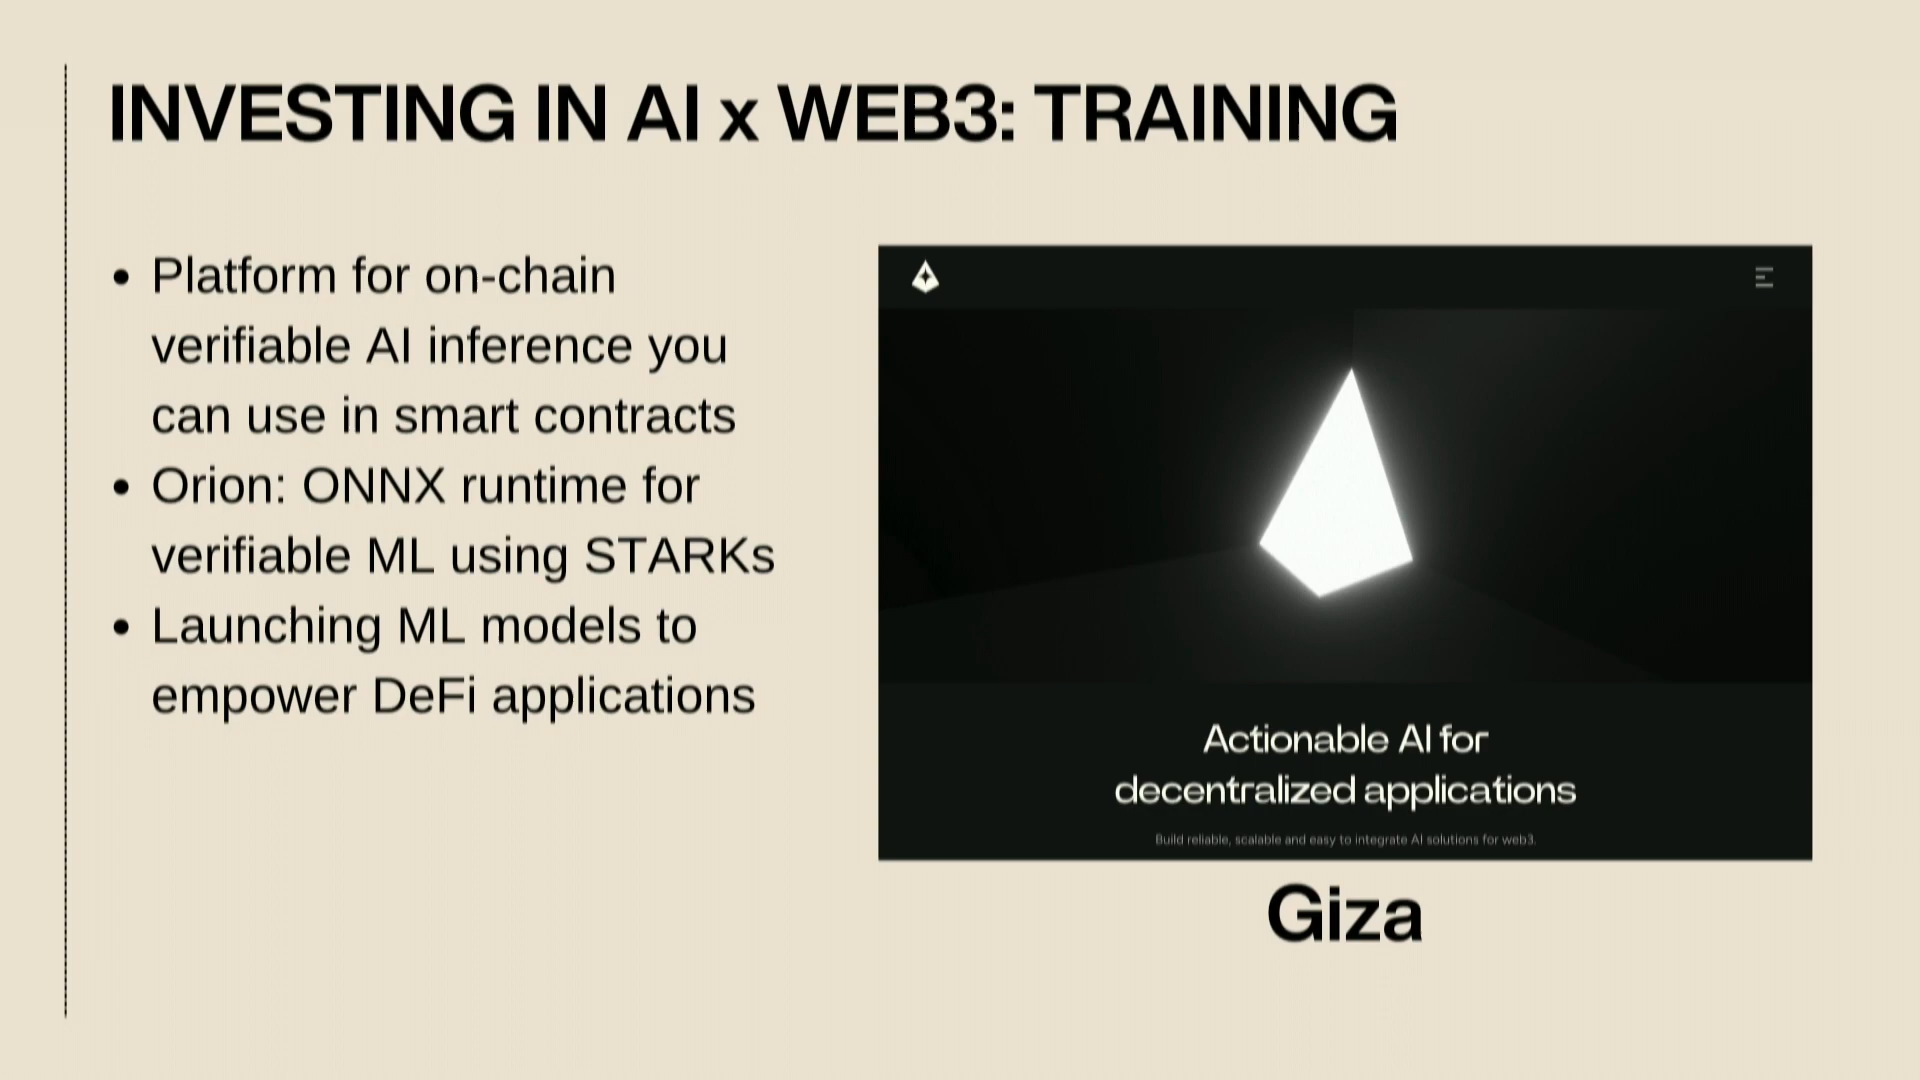 INVESTING IN AI x WEB3: TRAINING
• Platform for on-chain
verifiable AI inference you
can use in smart contracts
• Orion: ONNX runtime for
verifiable ML using STARKs
• Launching ML models to
empower DeFi applications
Actionable AI for
decentralized applications
Build reliable, scalable and easy to integrate AI solutions for web3.
Giza